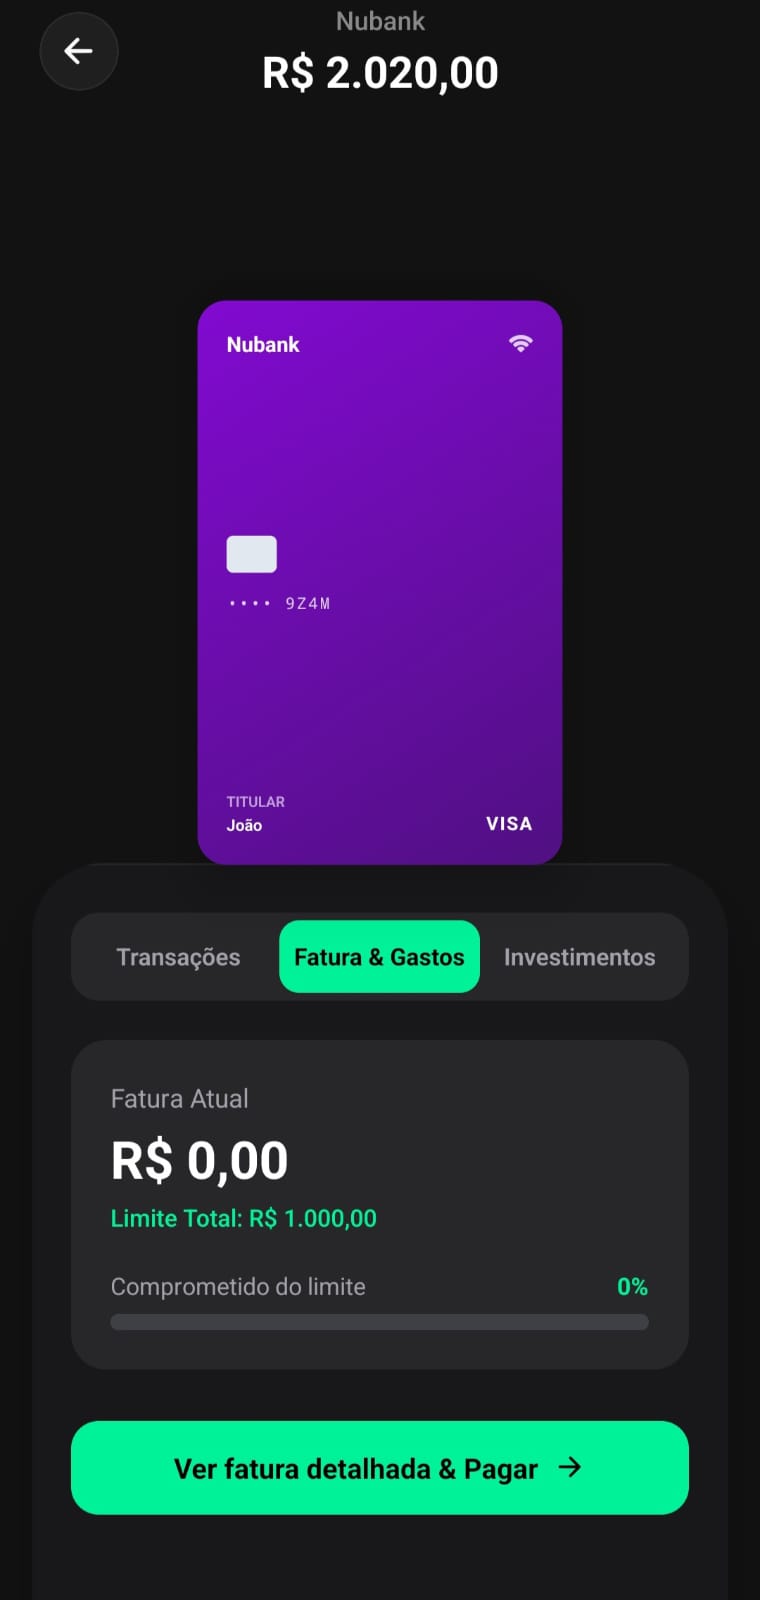 Nubank
R$ 2.020,00
Nubank
•••• 9Z4M
TITULAR
João
VISA
Transações
Fatura & Gastos
Investimentos
Fatura Atual
R$ 0,00
Limite Total: R$ 1.000,00
Comprometido do limite 0%
Ver fatura detalhada & Pagar →